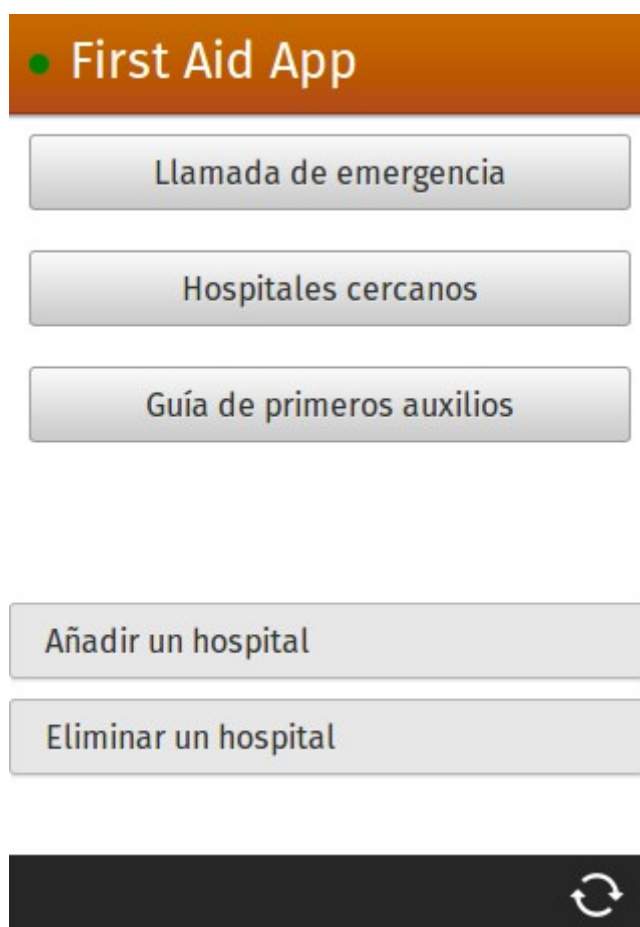 First Aid App
Llamada de emergencia
Hospitales cercanos
Guía de primeros auxilios
Añadir un hospital
Eliminar un hospital